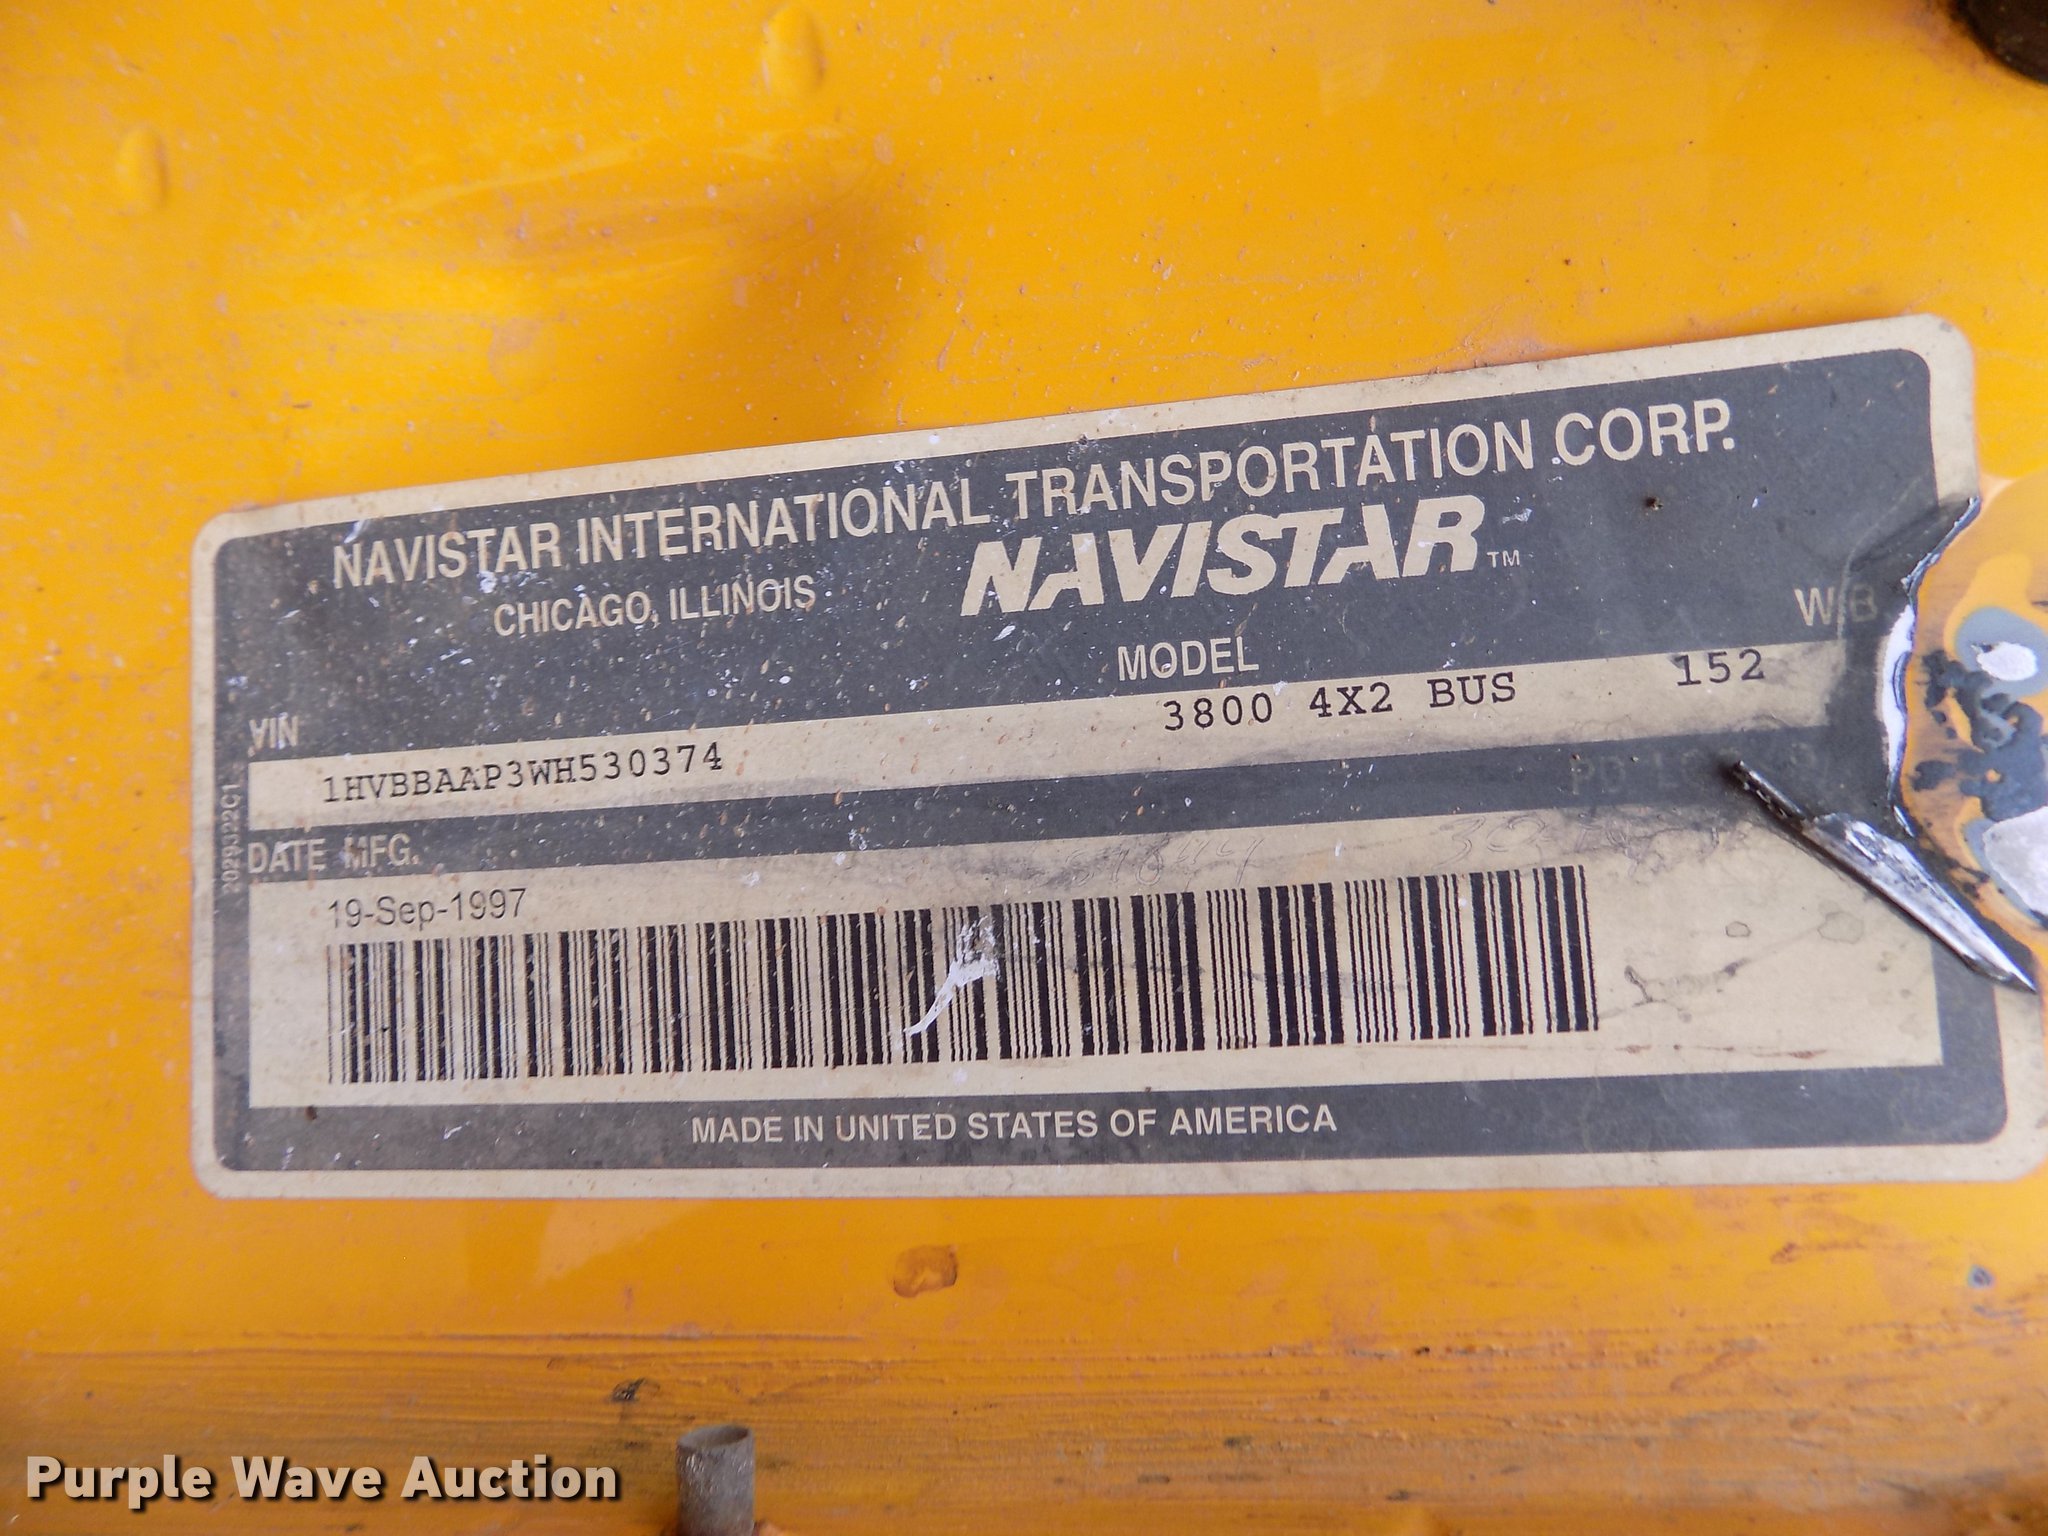 NAVISTAR INTERNATIONAL TRANSPORTATION CORP.
CHICAGO, ILLINOIS NAVISTAR™
VIN MODEL WB
1HVBBAAP3WH530374 3800 4X2 BUS 152
DATE MFG.
19-Sep-1997
MADE IN UNITED STATES OF AMERICA
Purple Wave Auction